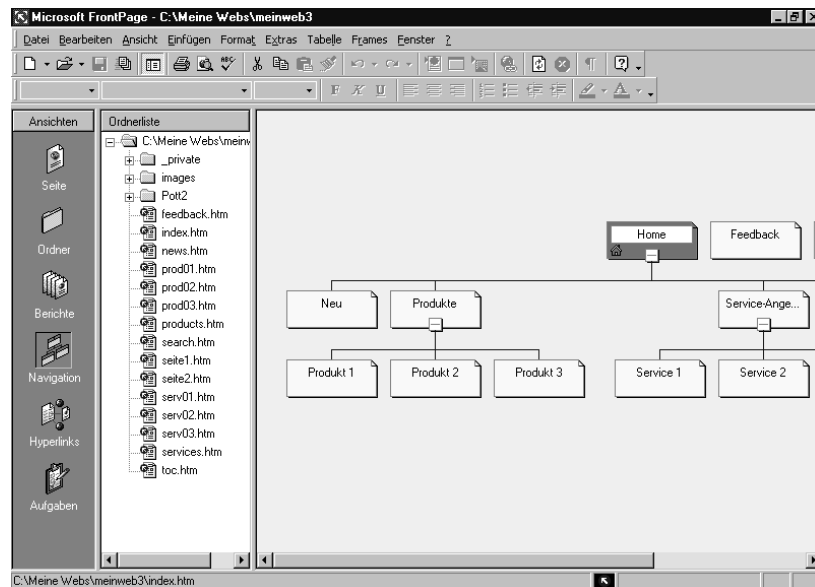 Microsoft FrontPage - C:\Meine Webs\meinweb3
Datei Bearbeiten Ansicht Einfügen Format Extras Tabelle Frames Fenster ?
F K U
Ansichten
Seite
Ordner
Berichte
Navigation
Hyperlinks
Aufgaben
Ordnerliste
C:\Meine Webs\meinw
_private
images
Pott2
feedback.htm
index.htm
news.htm
prod01.htm
prod02.htm
prod03.htm
products.htm
search.htm
seite1.htm
seite2.htm
serv01.htm
serv02.htm
serv03.htm
services.htm
toc.htm
Home Feedback
Neu Produkte Service-Ange...
Produkt 1 Produkt 2 Produkt 3 Service 1 Service 2
C:\Meine Webs\meinweb3\index.htm